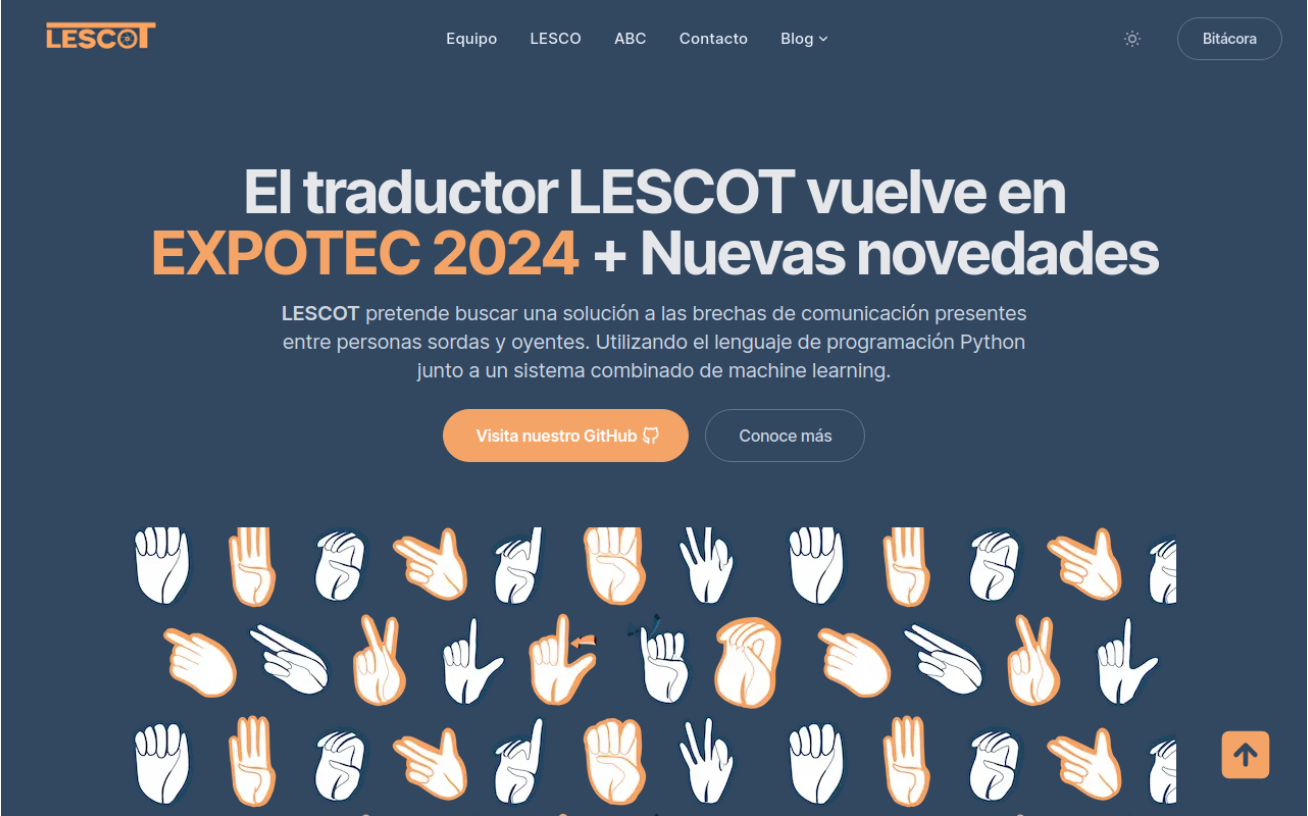 LESCOT
Equipo
LESCO
ABC
Contacto
Blog
Bitácora
El traductor LESCOT vuelve en
EXPOTEC 2024 + Nuevas novedades
LESCOT pretende buscar una solución a las brechas de comunicación presentes
entre personas sordas y oyentes. Utilizando el lenguaje de programación Python
junto a un sistema combinado de machine learning.
Visita nuestro GitHub
Conoce más